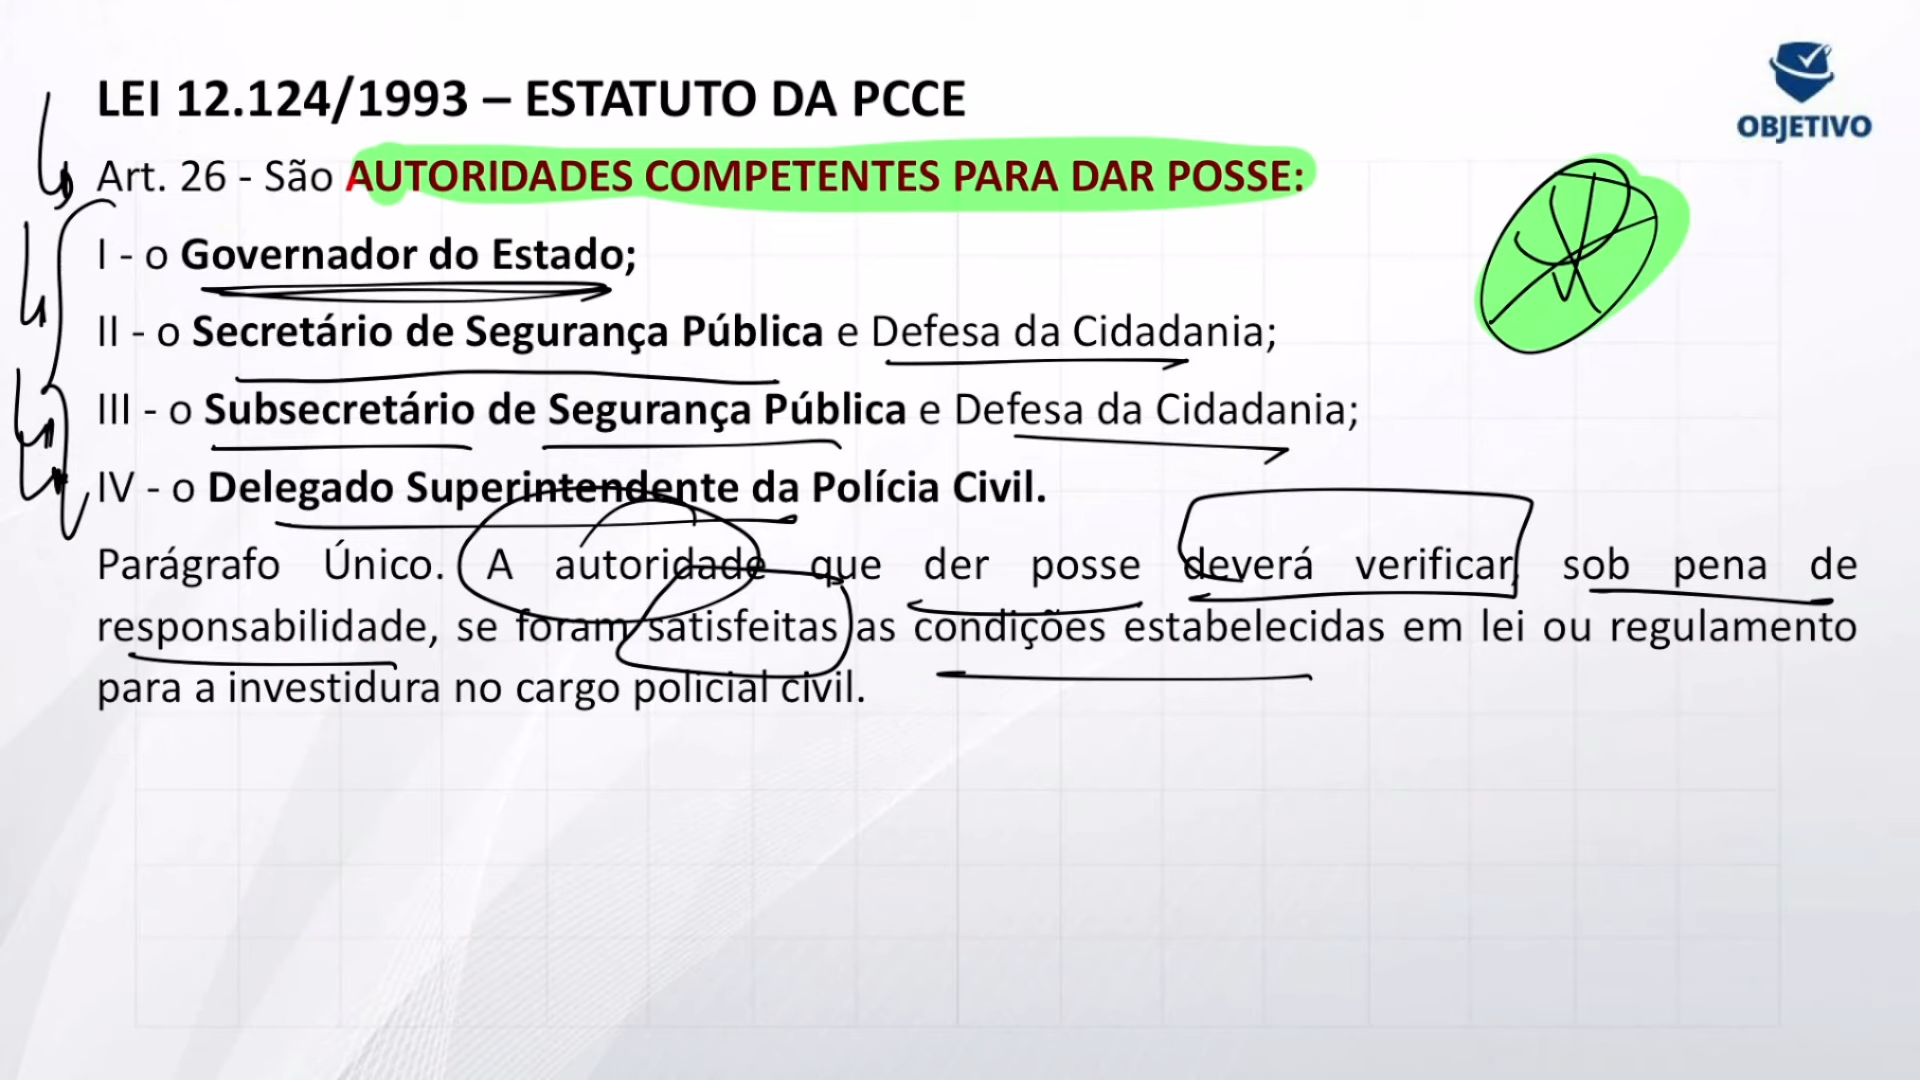 OBJETIVO
LEI 12.124/1993 – ESTATUTO DA PCCE
Art. 26 - São AUTORIDADES COMPETENTES PARA DAR POSSE:
I - o Governador do Estado;
II - o Secretário de Segurança Pública e Defesa da Cidadania;
III - o Subsecretário de Segurança Pública e Defesa da Cidadania;
IV - o Delegado Superintendente da Polícia Civil.
Parágrafo Único. A autoridade que der posse deverá verificar, sob pena de
responsabilidade, se foram satisfeitas as condições estabelecidas em lei ou regulamento
para a investidura no cargo policial civil.